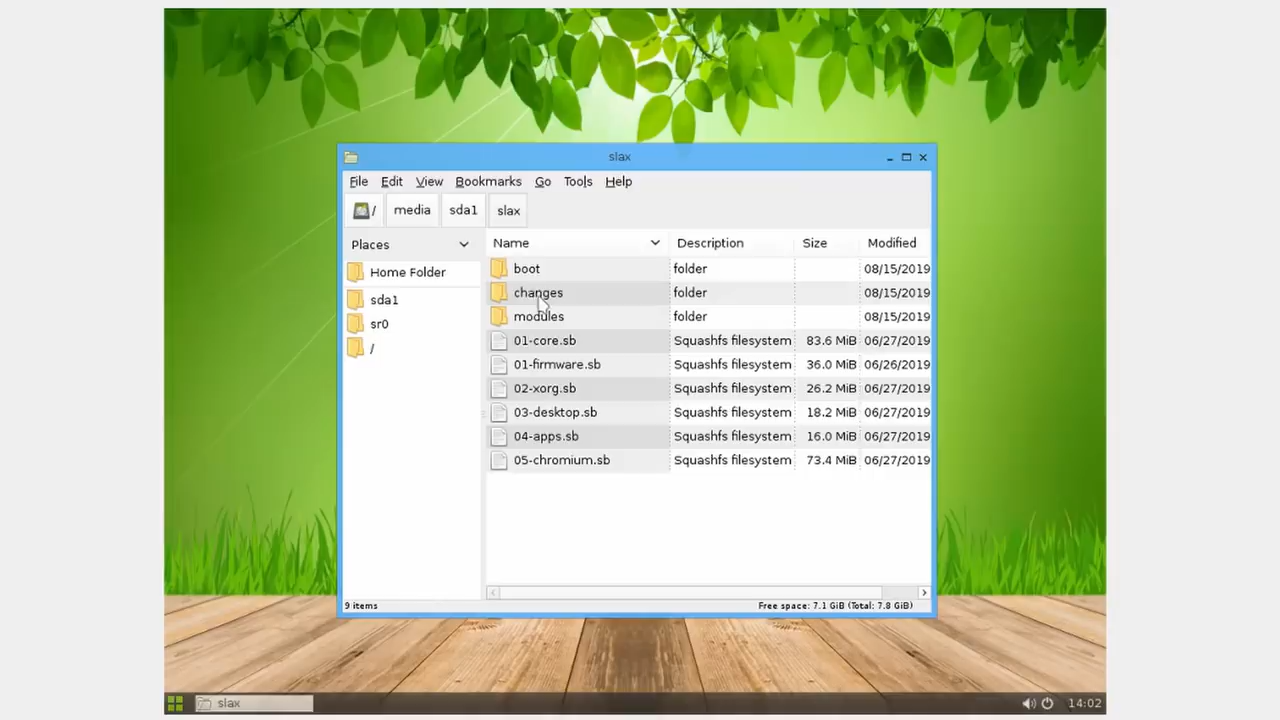 slax
File Edit View Bookmarks Go Tools Help
/ media sda1 slax
Places
Home Folder
sda1
sr0
/
Name Description Size Modified
boot folder 08/15/2019
changes folder 08/15/2019
modules folder 08/15/2019
01-core.sb Squashfs filesystem 83.6 MiB 06/27/2019
01-firmware.sb Squashfs filesystem 36.0 MiB 06/26/2019
02-xorg.sb Squashfs filesystem 26.2 MiB 06/27/2019
03-desktop.sb Squashfs filesystem 18.2 MiB 06/27/2019
04-apps.sb Squashfs filesystem 16.0 MiB 06/27/2019
05-chromium.sb Squashfs filesystem 73.4 MiB 06/27/2019
9 items Free space: 7.1 GiB (Total: 7.8 GiB)
slax 14:02